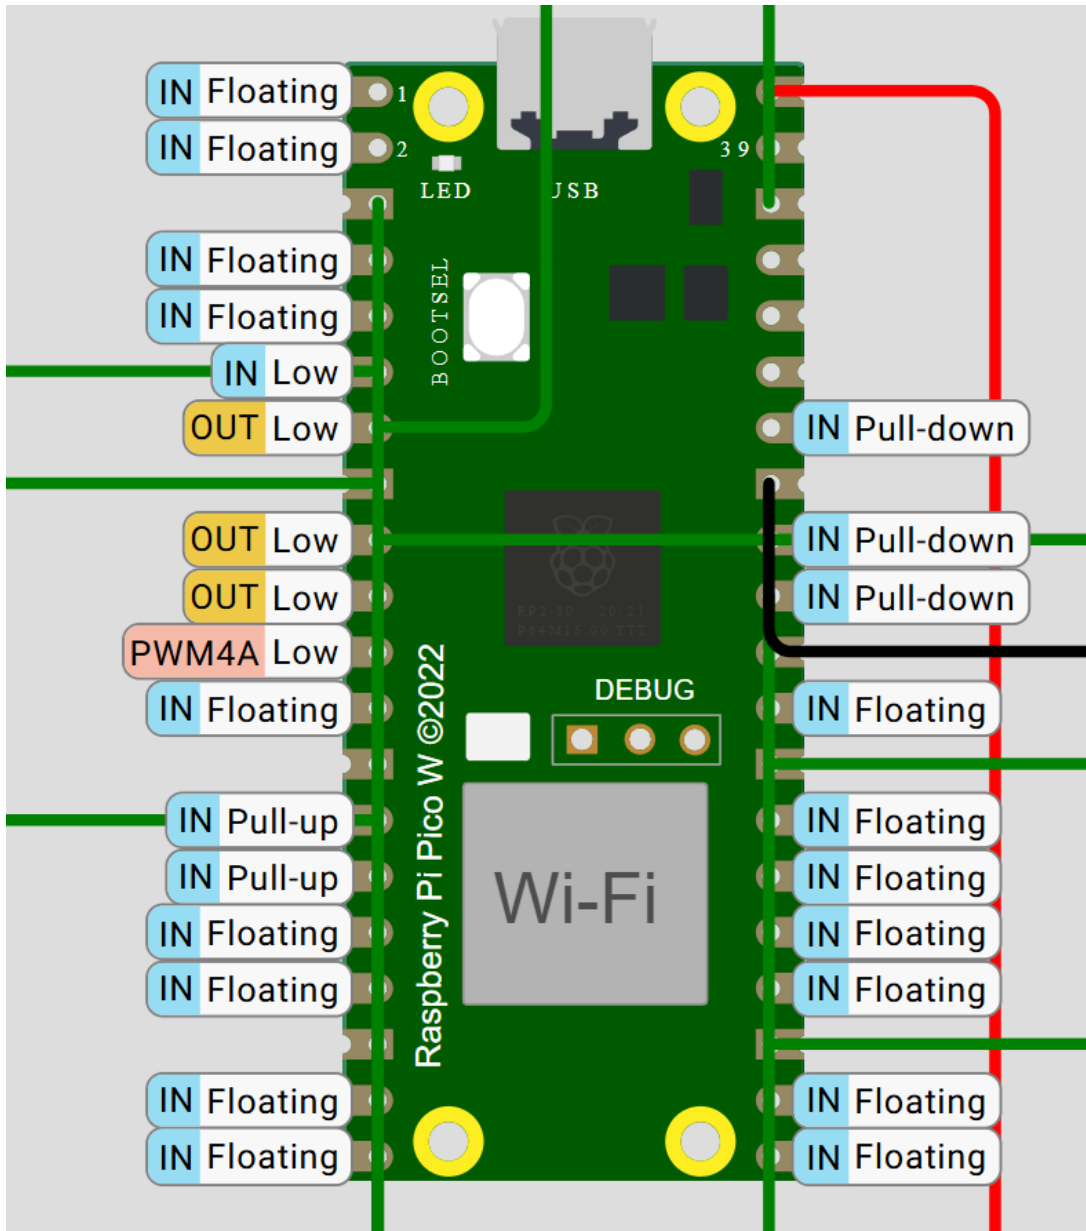 IN Floating
1
IN Floating
2
39
LED
USB
IN Floating
IN Floating
BOOTSEL
IN Low
OUT Low
IN Pull-down
OUT Low
IN Pull-down
OUT Low
IN Pull-down
PWM4A Low
DEBUG
IN Floating
IN Floating
Raspberry Pi Pico W ©2022
IN Pull-up
IN Floating
IN Pull-up
Wi-Fi
IN Floating
IN Floating
IN Floating
IN Floating
IN Floating
IN Floating
IN Floating
IN Floating
IN Floating